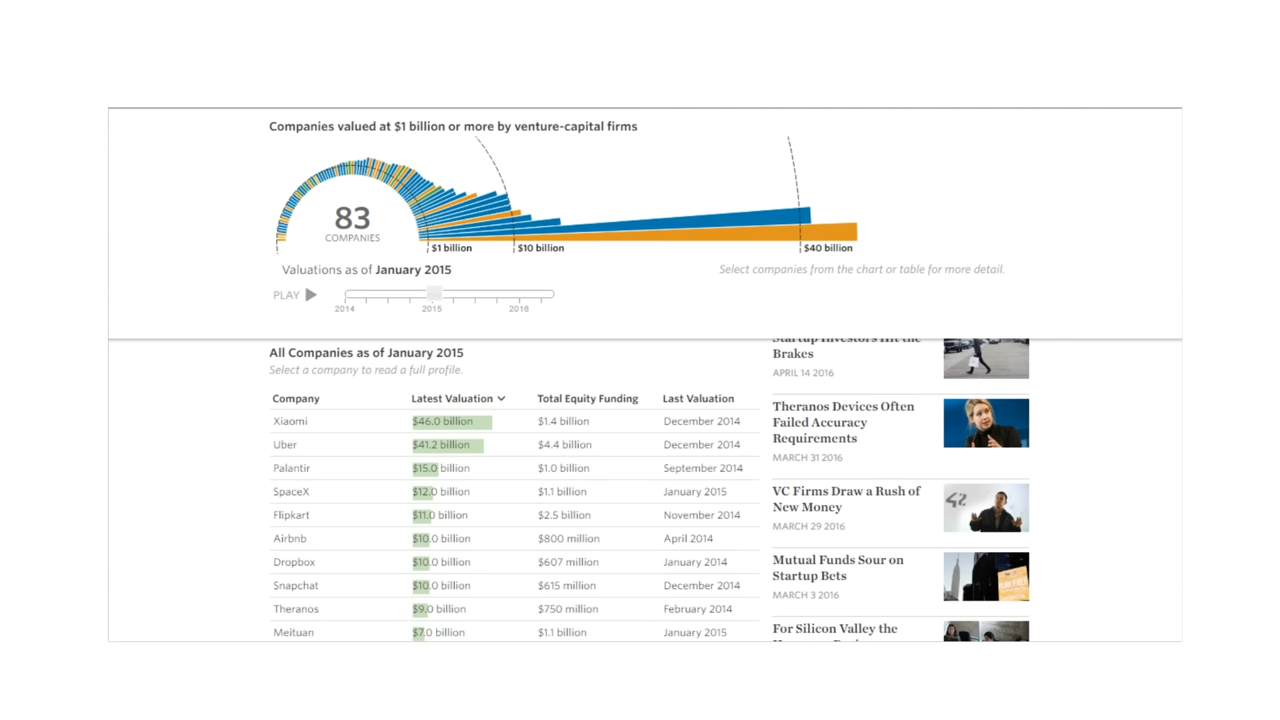 Companies valued at $1 billion or more by venture-capital firms
83
COMPANIES
$1 billion
$10 billion
$40 billion
Valuations as of January 2015
Select companies from the chart or table for more detail.
PLAY
2014
2015
2016
All Companies as of January 2015
Select a company to read a full profile.
Company Latest Valuation Total Equity Funding Last Valuation
Xiaomi $46.0 billion $1.4 billion December 2014
Uber $41.2 billion $4.4 billion December 2014
Palantir $15.0 billion $1.0 billion September 2014
SpaceX $12.0 billion $1.1 billion January 2015
Flipkart $11.0 billion $2.5 billion November 2014
Airbnb $10.0 billion $800 million April 2014
Dropbox $10.0 billion $607 million January 2014
Snapchat $10.0 billion $615 million December 2014
Theranos $9.0 billion $750 million February 2014
Meituan $7.0 billion $1.1 billion January 2015
Startup Investors Hit the
Brakes
APRIL 14 2016
Theranos Devices Often
Failed Accuracy
Requirements
MARCH 31 2016
VC Firms Draw a Rush of
New Money
MARCH 29 2016
42
Mutual Funds Sour on
Startup Bets
MARCH 3 2016
For Silicon Valley the